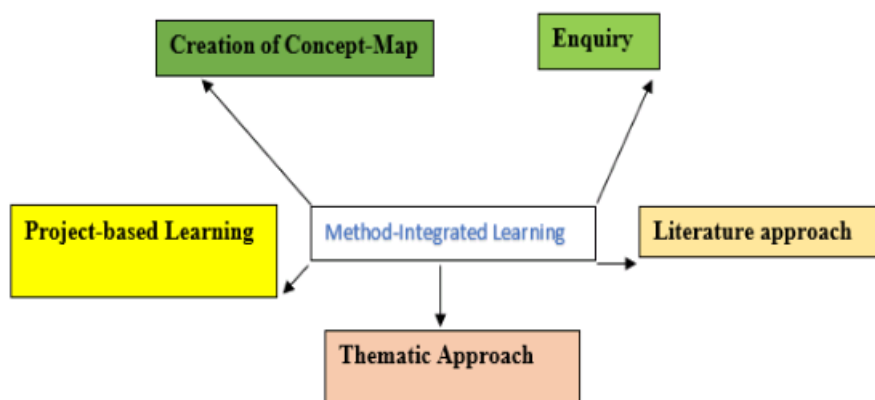 Creation of Concept-Map
Enquiry
Project-based Learning
Method-Integrated Learning
Literature approach
Thematic Approach